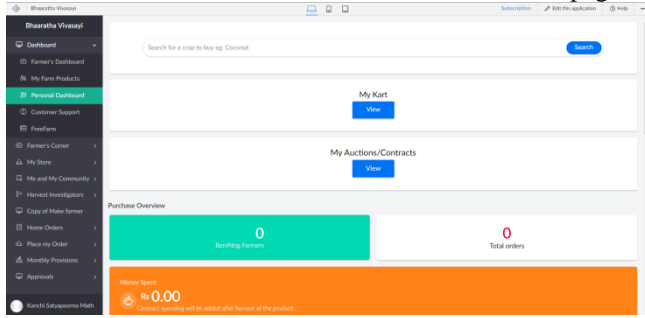 Bhaaratha Vivasayi
Subscription
Edit this application
Help
Bhaaratha Vivasayi
Dashboard
Farmer's Dashboard
My Farm Products
Personal Dashboard
Customer Support
FreeFarm
Farmer's Corner
My Store
Me and My Community
Harvest Investigators
Copy of Make farmer
Home Orders
Place my Order
Monthly Provisions
Approvals
Kanchi Satyapoorna Math
Search for a crop to buy eg: Coconut
Search
My Kart
View
My Auctions/Contracts
View
Purchase Overview
0
Benifiting Farmers
0
Total orders
Money Spent
Rs 0.00
Contract spending will be added after harvest of the product.